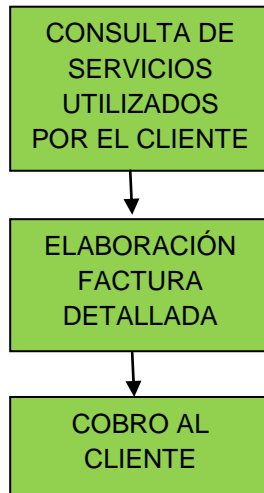 CONSULTA DE
SERVICIOS
UTILIZADOS
POR EL CLIENTE
ELABORACIÓN
FACTURA
DETALLADA
COBRO AL
CLIENTE